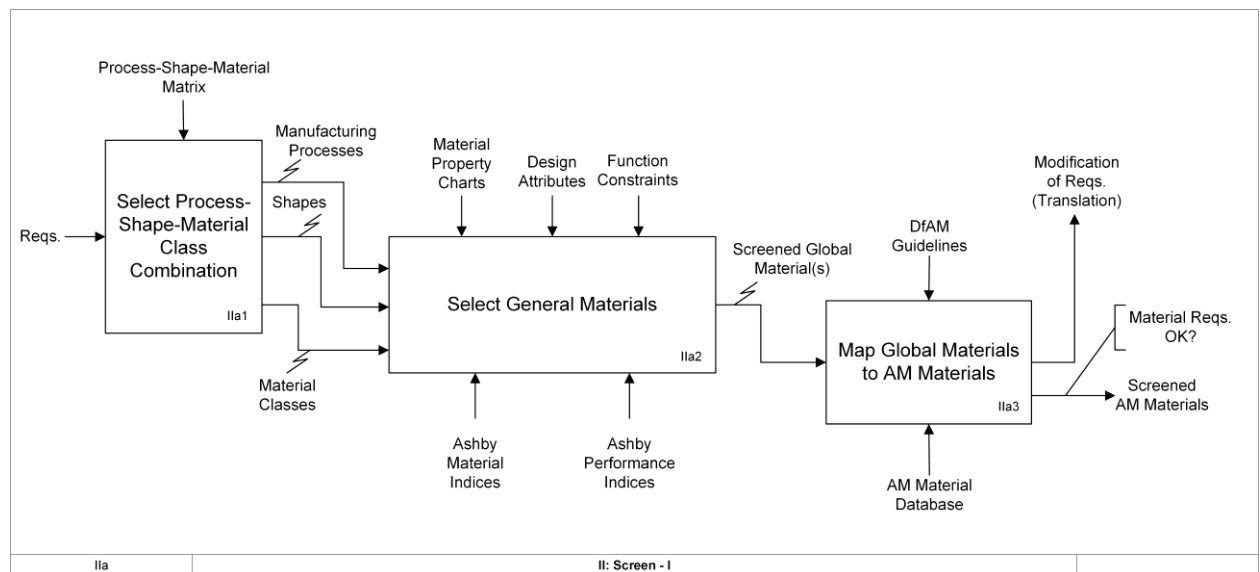 Process-Shape-Material
Matrix
Reqs.
Select Process-
Shape-Material
Class
Combination
IIa1
Manufacturing
Processes
Shapes
Material
Classes
Material
Property
Charts
Design
Attributes
Function
Constraints
Select General Materials
IIa2
Ashby
Material
Indices
Ashby
Performance
Indices
Screened Global
Material(s)
DfAM
Guidelines
Map Global Materials
to AM Materials
IIa3
AM Material
Database
Modification
of Reqs.
(Translation)
Material Reqs.
OK?
Screened
AM Materials
IIa
II: Screen - I